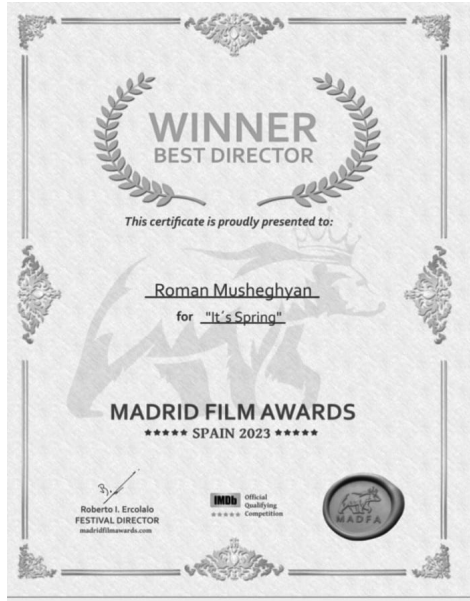 WINNER
BEST DIRECTOR
This certificate is proudly presented to:
Roman Musheghyan
for "It´s Spring"
MADRID FILM AWARDS
★★★★★ SPAIN 2023 ★★★★★
Roberto I. Ercolalo
FESTIVAL DIRECTOR
madridfilmawards.com
IMDb
Official
Qualifying
Competition
MADFA